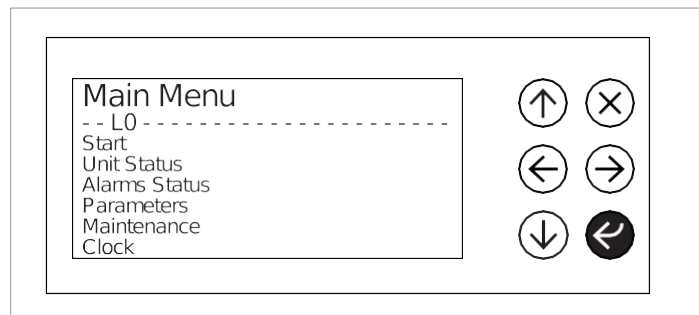 Main Menu
- - L0 - - - - - - - - - - - - - - - - - - - - - -
Start
Unit Status
Alarms Status
Parameters
Maintenance
Clock